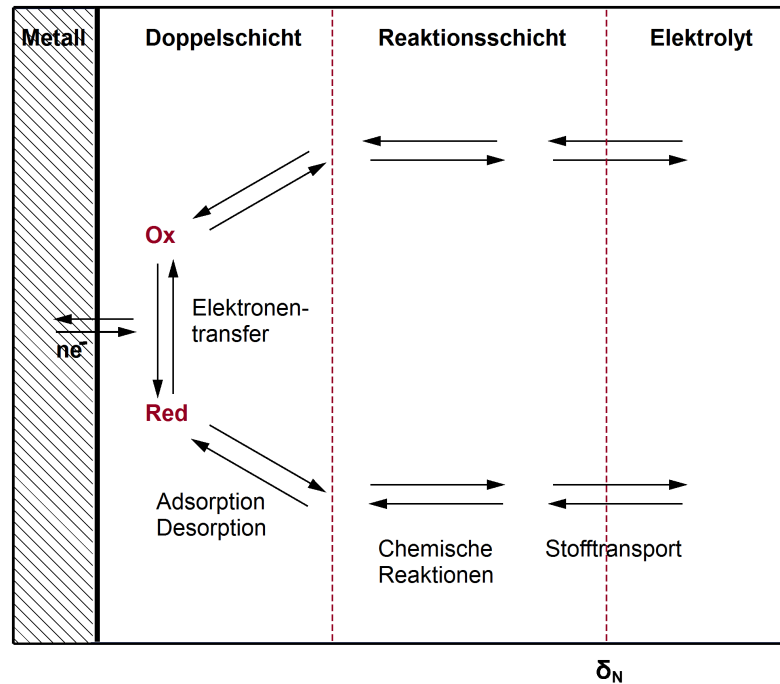 Metall Doppelschicht Reaktionsschicht Elektrolyt
Ox
Elektronen-
transfer
ne⁻
Red
Adsorption
Desorption
Chemische
Reaktionen
Stofftransport
δN